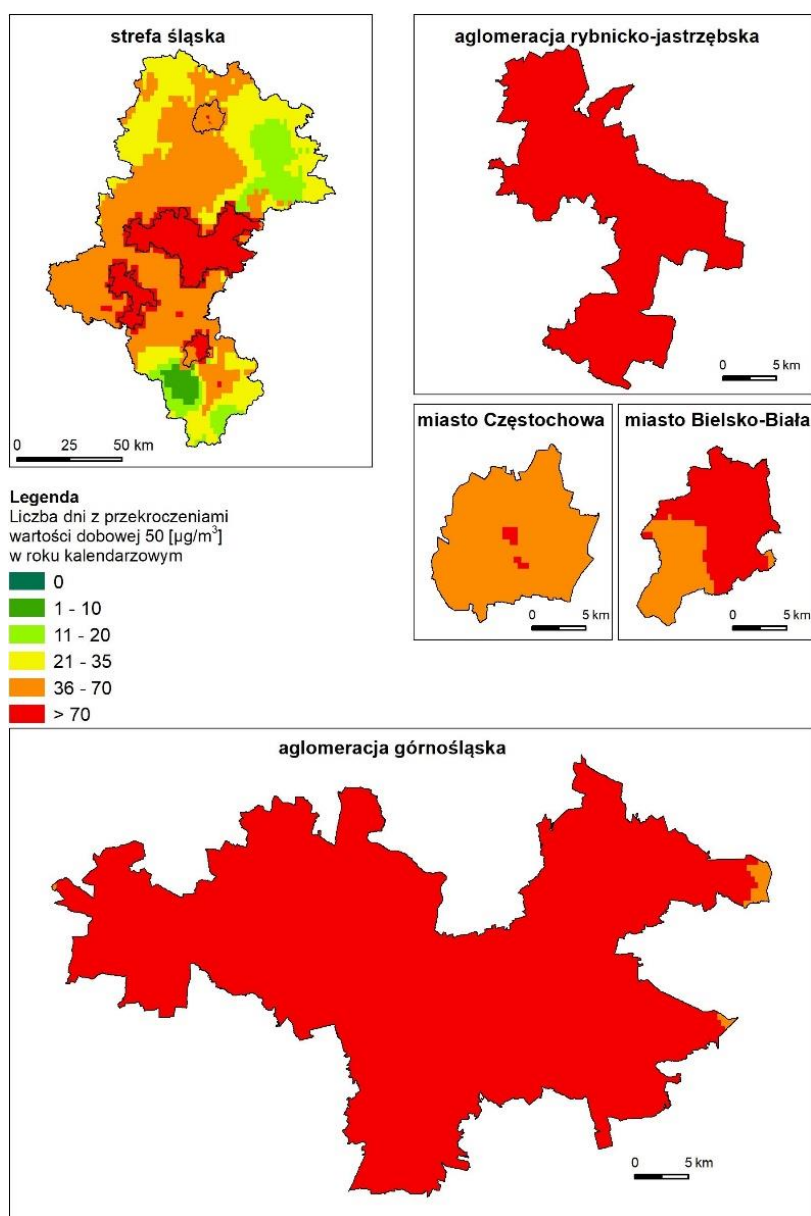 strefa śląska
0 25 50 km
aglomeracja rybnicko-jastrzębska
0 5 km
miasto Częstochowa
0 5 km
miasto Bielsko-Biała
0 5 km
Legenda
Liczba dni z przekroczeniami
wartości dobowej 50 [µg/m³]
w roku kalendarzowym
0
1 - 10
11 - 20
21 - 35
36 - 70
> 70
aglomeracja górnośląska
0 5 km